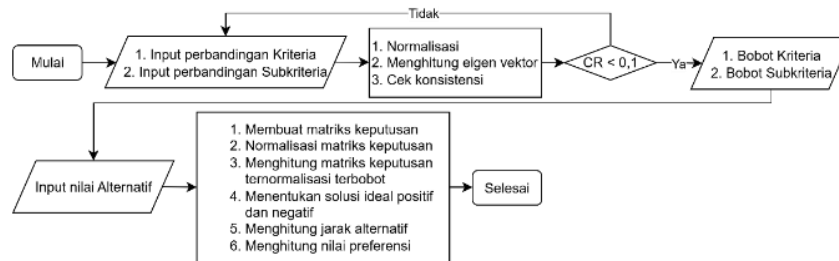 Tidak
Mulai
1. Input perbandingan Kriteria
2. Input perbandingan Subkriteria
1. Normalisasi
2. Menghitung eigen vektor
3. Cek konsistensi
CR < 0,1
Ya
1. Bobot Kriteria
2. Bobot Subkriteria
Input nilai Alternatif
1. Membuat matriks keputusan
2. Normalisasi matriks keputusan
3. Menghitung matriks keputusan
ternormalisasi terbobot
4. Menentukan solusi ideal positif
dan negatif
5. Menghitung jarak alternatif
6. Menghitung nilai preferensi
Selesai